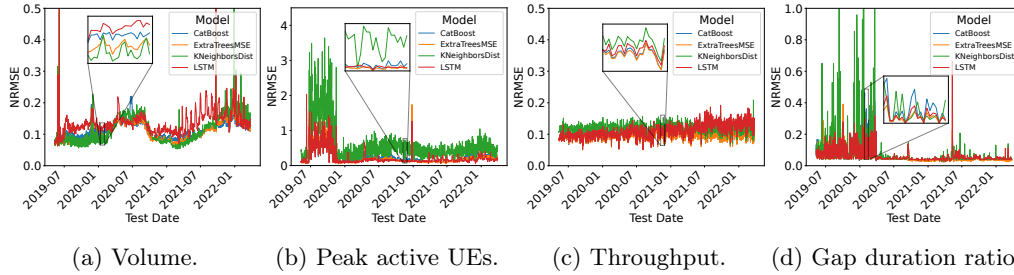 0.5
0.4
0.3
0.2
0.1
0.0
NRMSE
Model
CatBoost
ExtraTreesMSE
KNeighborsDist
LSTM
2019-07
2020-01
2020-07
2021-01
2021-07
2022-01
Test Date
(a) Volume.
5
4
3
2
1
0
NRMSE
Model
CatBoost
ExtraTreesMSE
KNeighborsDist
LSTM
2019-07
2020-01
2020-07
2021-01
2021-07
2022-01
Test Date
(b) Peak active UEs.
0.5
0.4
0.3
0.2
0.1
0.0
NRMSE
Model
CatBoost
ExtraTreesMSE
KNeighborsDist
LSTM
2019-07
2020-01
2020-07
2021-01
2021-07
2022-01
Test Date
(c) Throughput.
1.0
0.8
0.6
0.4
0.2
0.0
NRMSE
Model
CatBoost
ExtraTreesMSE
KNeighborsDist
LSTM
2019-07
2020-01
2020-07
2021-01
2021-07
2022-01
Test Date
(d) Gap duration ratio